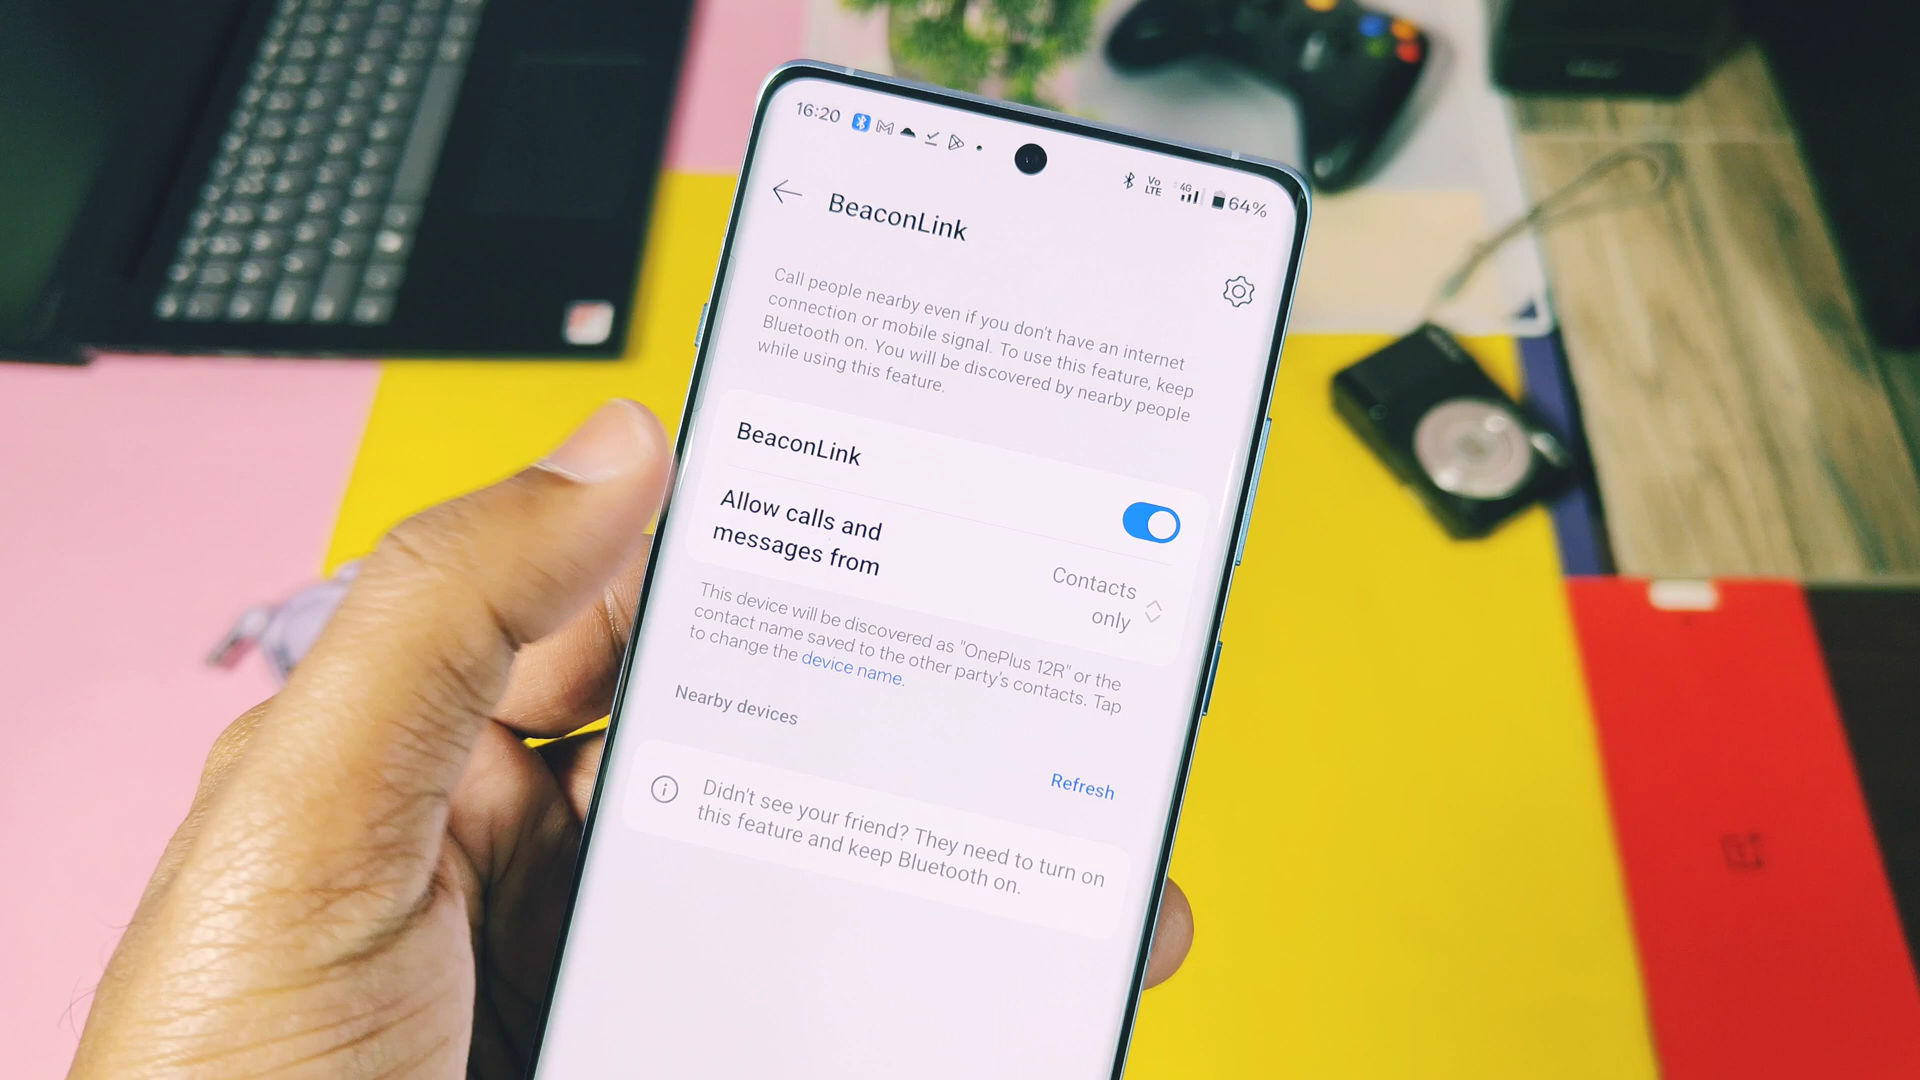 16:20
Vo
LTE
4G
64%
BeaconLink
Call people nearby even if you don't have an internet
connection or mobile signal. To use this feature, keep
Bluetooth on. You will be discovered by nearby people
while using this feature.
BeaconLink
Allow calls and
messages from
Contacts
only
This device will be discovered as "OnePlus 12R" or the
contact name saved to the other party's contacts. Tap
to change the device name.
Nearby devices
Refresh
Didn't see your friend? They need to turn on
this feature and keep Bluetooth on.